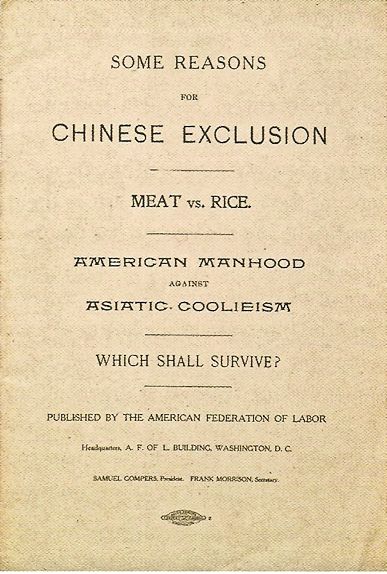 SOME REASONS
FOR
CHINESE EXCLUSION
MEAT vs. RICE.
AMERICAN MANHOOD
AGAINST
ASIATIC COOLIEISM
WHICH SHALL SURVIVE?
PUBLISHED BY THE AMERICAN FEDERATION OF LABOR
Headquarters, A. F. OF L. BUILDING, WASHINGTON, D. C.
SAMUEL GOMPERS, President. FRANK MORRISON, Secretary.
2